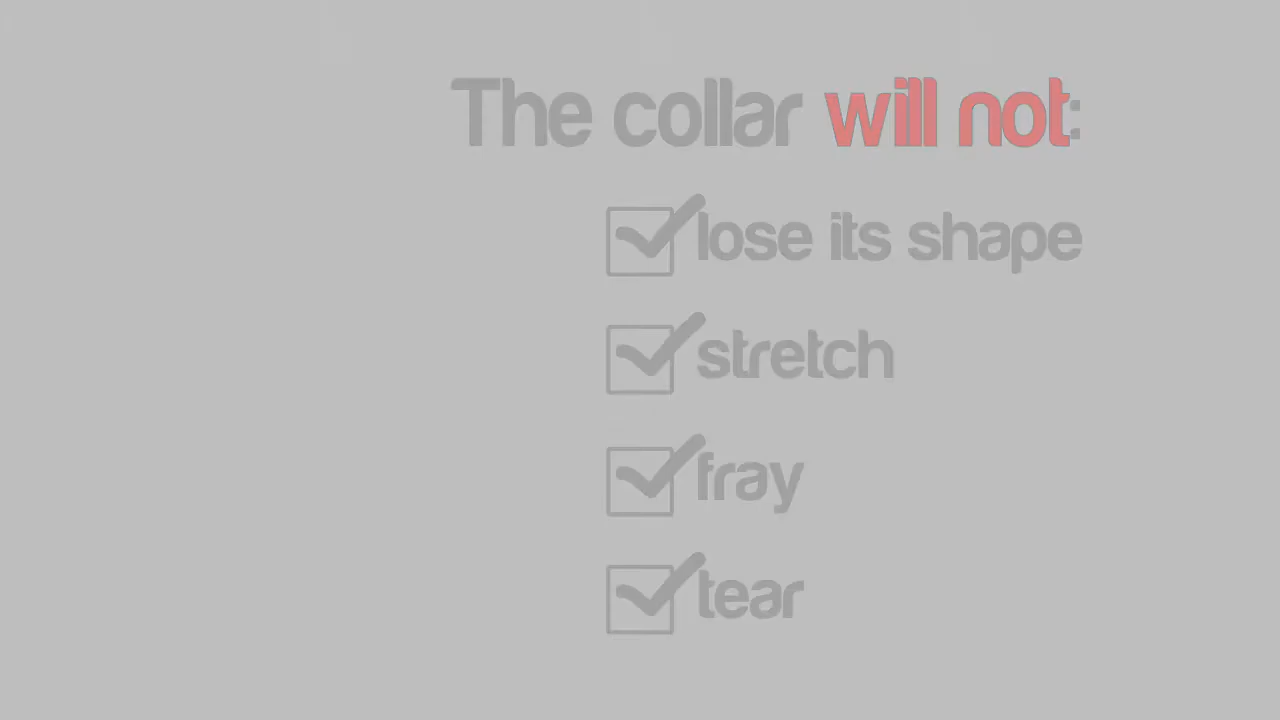 The collar will not:
lose its shape
stretch
fray
tear